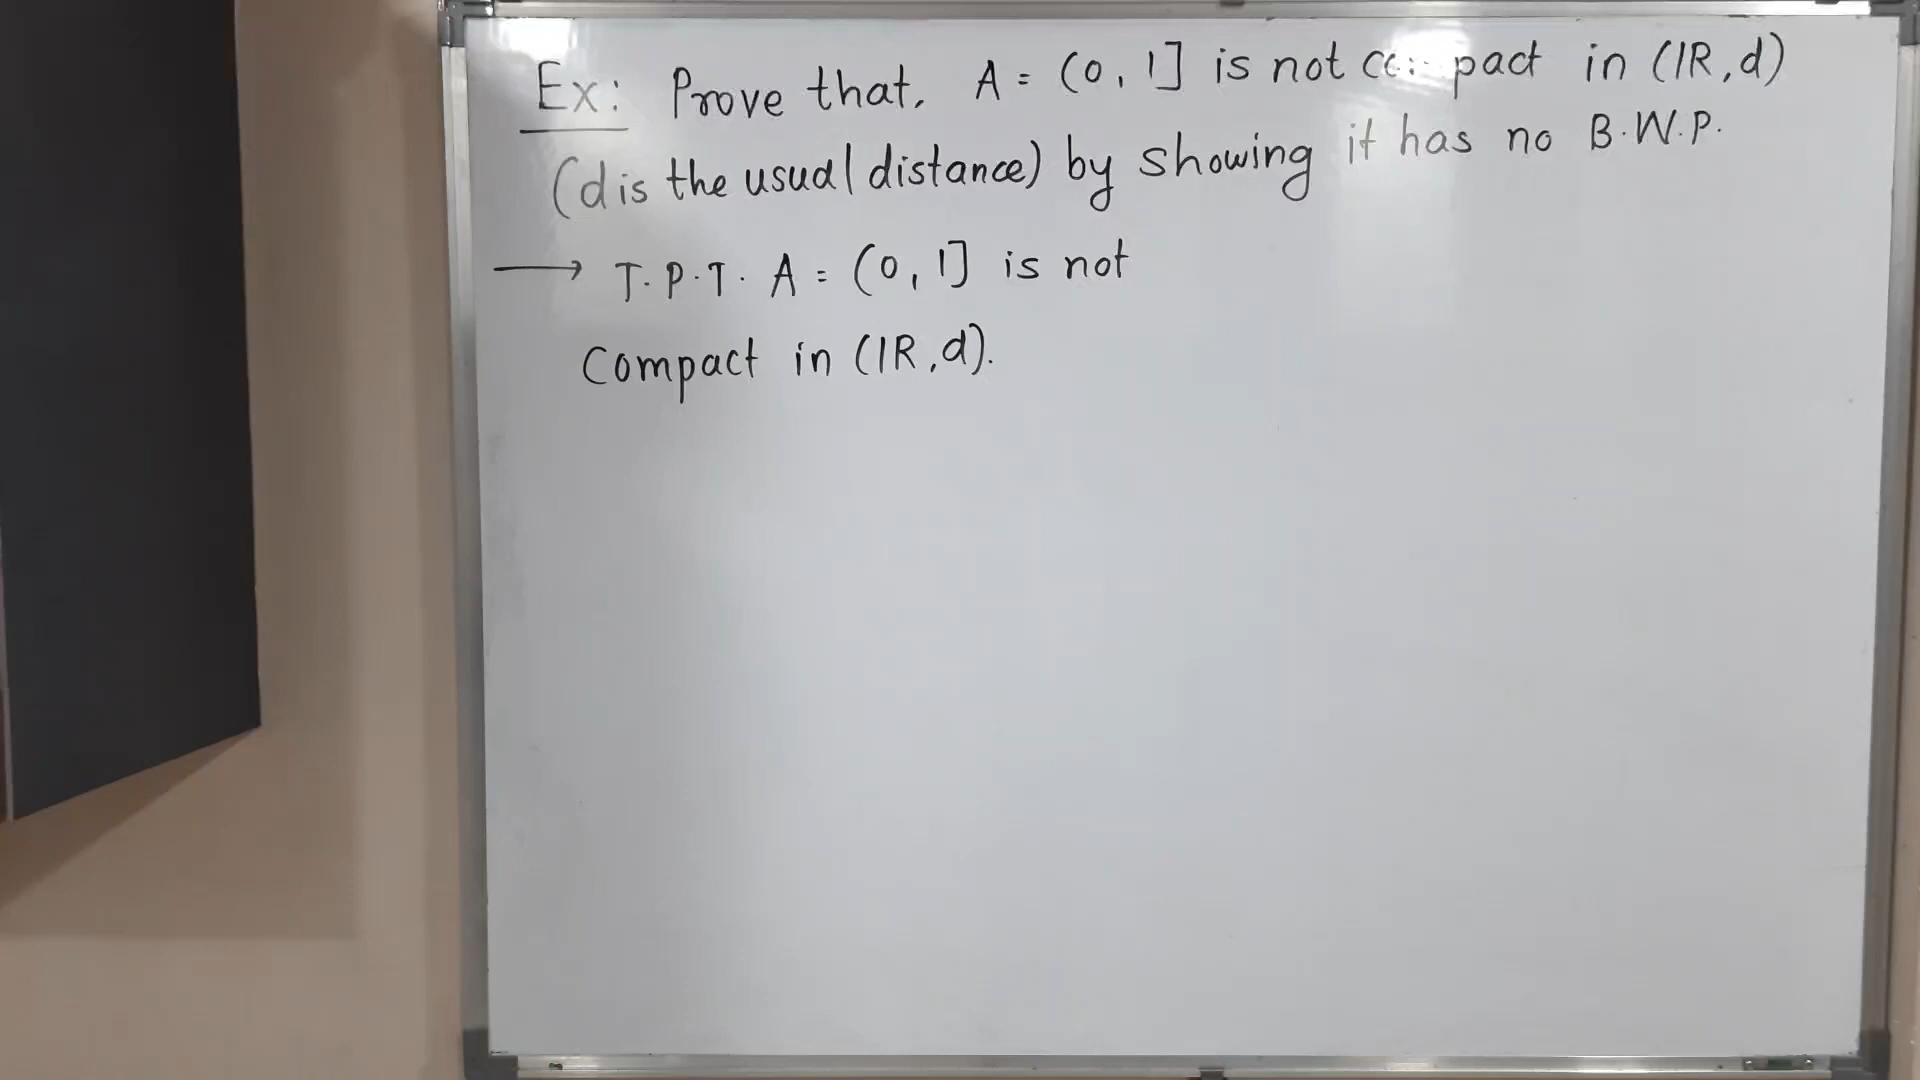 Ex: Prove that, A = (0, 1] is not compact in (IR, d)
(d is the usual distance) by showing it has no B.W.P.
→ T.P.T. A = (0, 1] is not
Compact in (IR, d).